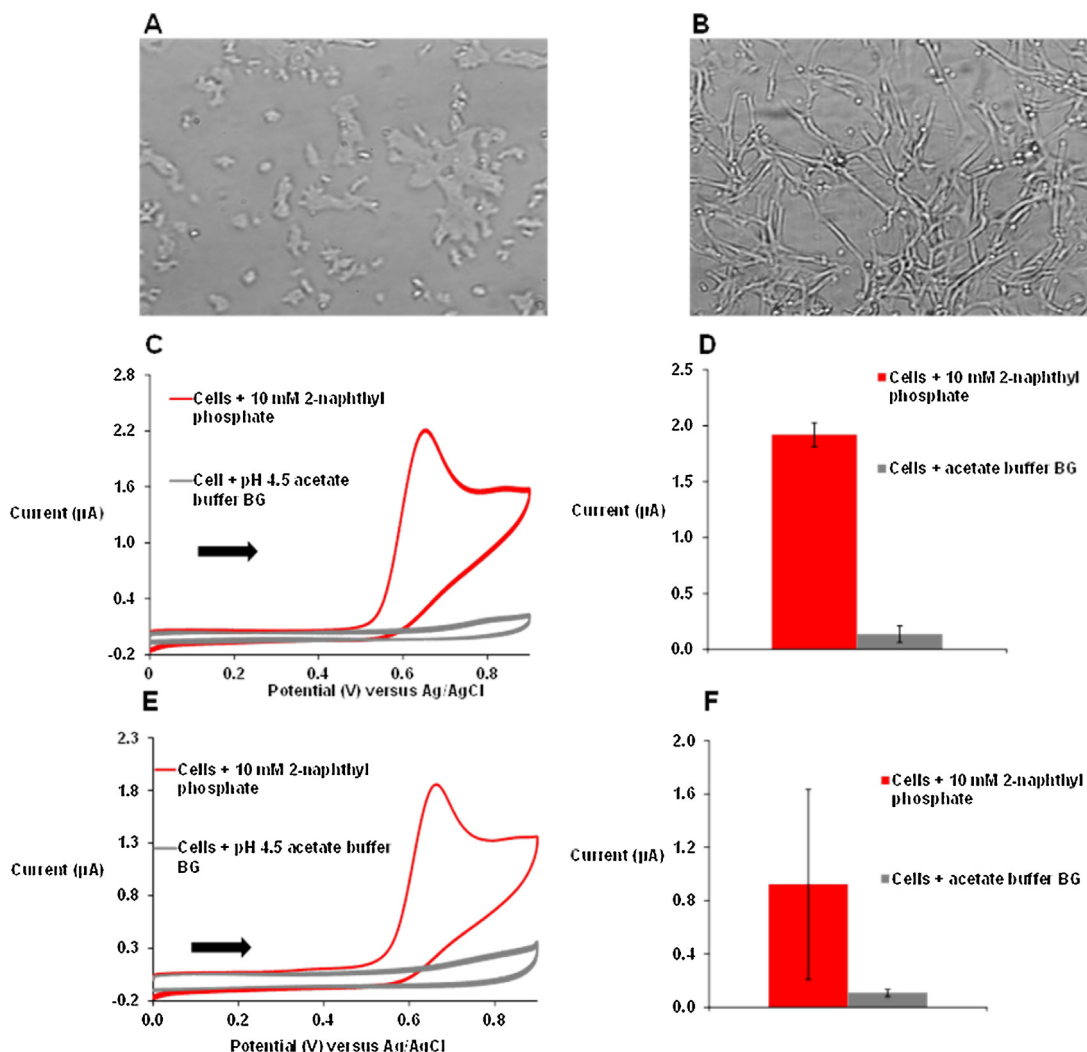 A
B
C
2.8
2.2
1.6
1.0
0.4
-0.2
Current (µA)
Cells + 10 mM 2-naphthyl
phosphate
Cell + pH 4.5 acetate
buffer BG
0
0.2
0.4
0.6
0.8
Potential (V) versus Ag/AgCl
D
2.5
2.0
1.5
1.0
0.5
0.0
Current (µA)
Cells + 10 mM 2-naphthyl
phosphate
Cells + acetate buffer BG
E
2.3
1.8
1.3
0.8
0.3
-0.2
Current (µA)
Cells + 10 mM 2-naphthyl
phosphate
Cells + pH 4.5 acetate buffer
BG
0.0
0.2
0.4
0.6
0.8
Potential (V) versus Ag/AgCl
F
2.0
1.6
1.2
0.8
0.4
0.0
Current (µA)
Cells + 10 mM 2-naphthyl
phosphate
Cells + acetate buffer BG